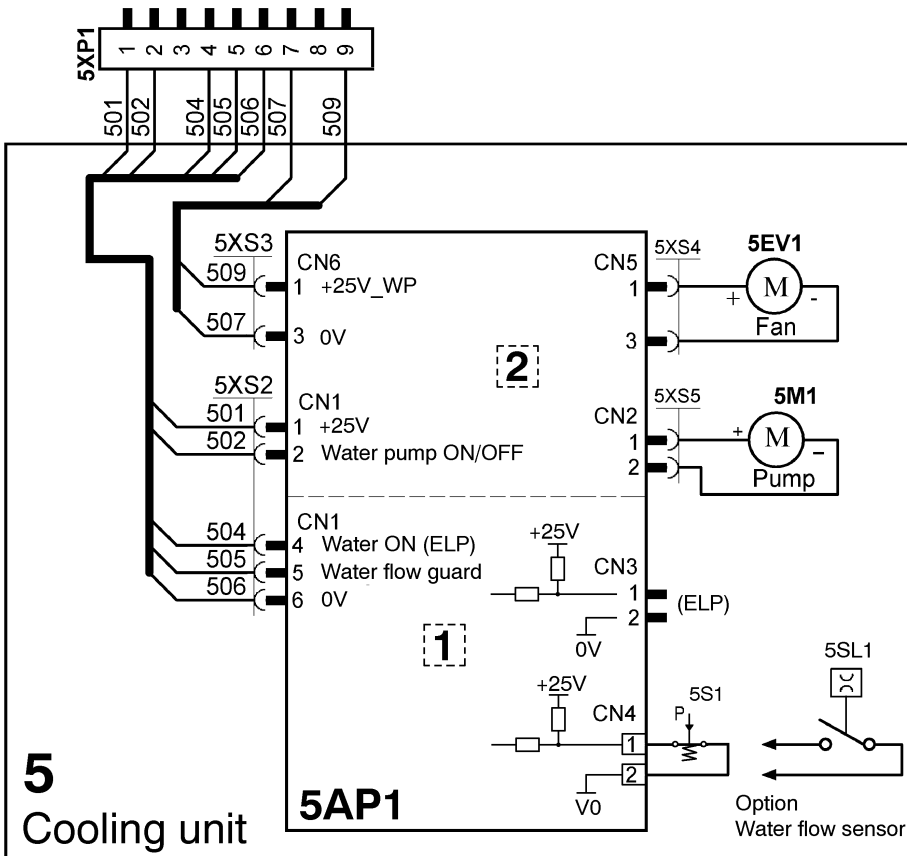 5XP1
1 2 3 4 5 6 7 8 9
501 502 504 505 506 507 509
5XS3
509
507
CN6
1 +25V_WP
3 0V
5XS2
501
502
CN1
1 +25V
2 Water pump ON/OFF
504
505
506
CN1
4 Water ON (ELP)
5 Water flow guard
6 0V
2
CN5
1
3
5XS4
5EV1
+ M -
Fan
CN2
1
2
5XS5
5M1
+ M –
Pump
+25V
CN3
1
2
(ELP)
0V
1
+25V
CN4
1
2
V0
5S1
P
5SL1
Option
Water flow sensor
5
Cooling unit
5AP1